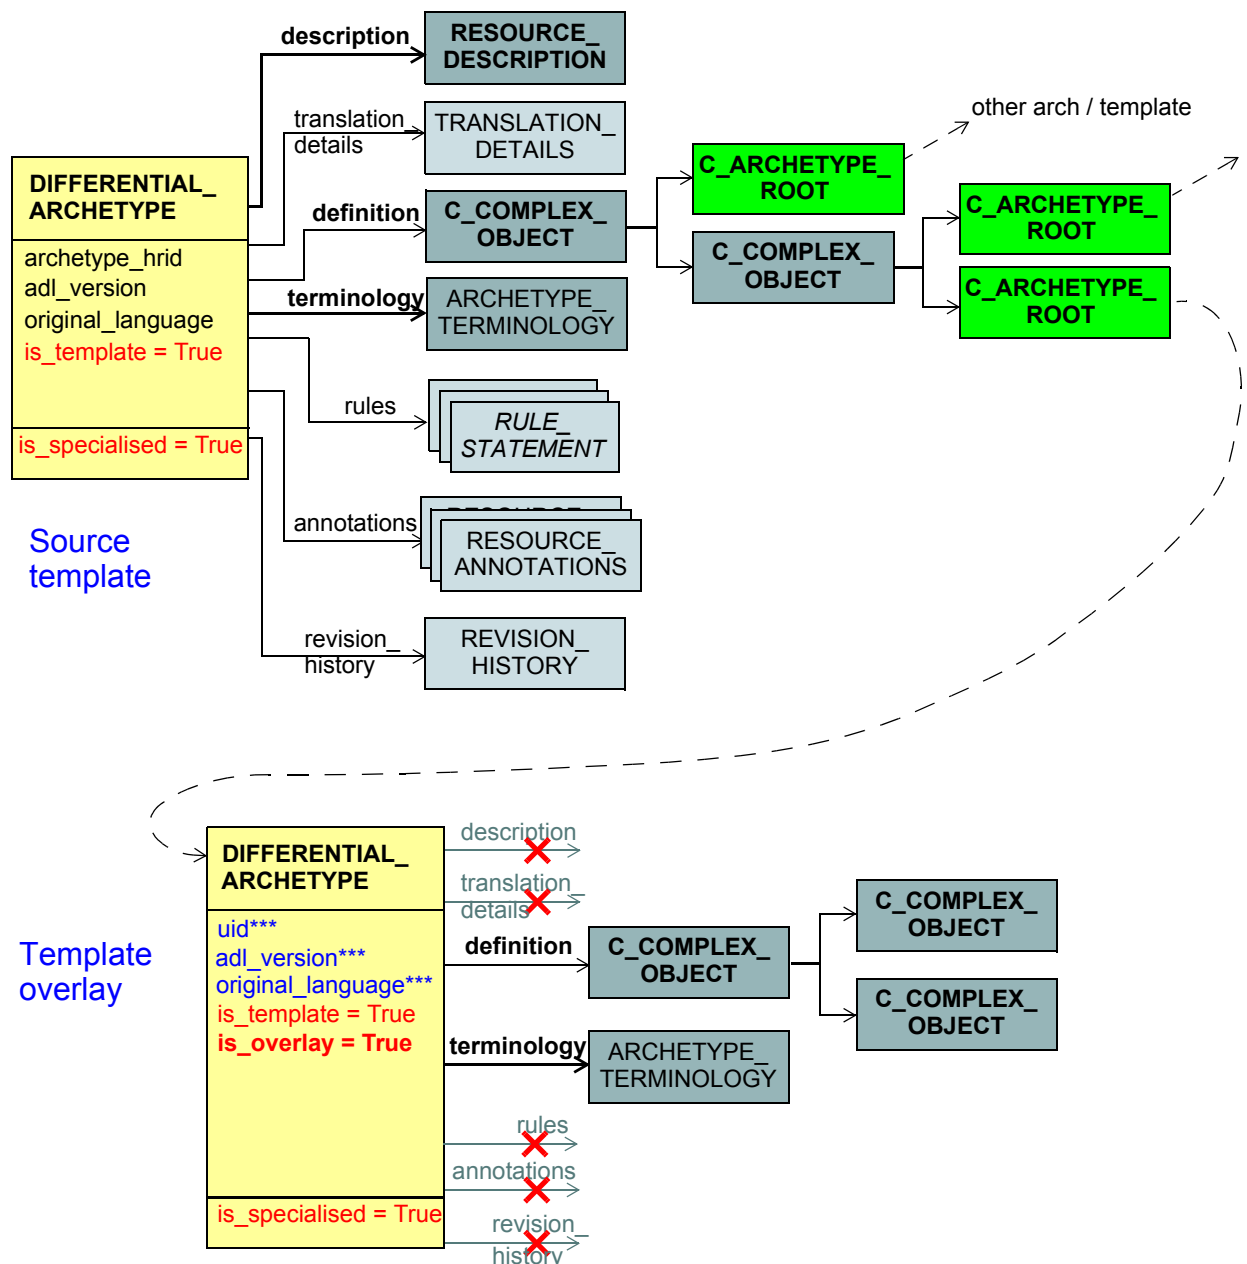 description
RESOURCE_
DESCRIPTION
translation_
details
TRANSLATION_
DETAILS
other arch / template
DIFFERENTIAL_
ARCHETYPE
archetype_hrid
adl_version
original_language
is_template = True
is_specialised = True
definition
C_COMPLEX_
OBJECT
C_ARCHETYPE_
ROOT
C_COMPLEX_
OBJECT
C_ARCHETYPE_
ROOT
C_ARCHETYPE_
ROOT
terminology
ARCHETYPE_
TERMINOLOGY
rules
RULE_
STATEMENT
annotations
RESOURCE_
RESOURCE_
ANNOTATIONS
Source
template
revision_
history
REVISION_
HISTORY
Template
overlay
DIFFERENTIAL_
ARCHETYPE
uid***
adl_version***
original_language***
is_template = True
is_overlay = True
is_specialised = True
description
translation_
details
definition
C_COMPLEX_
OBJECT
C_COMPLEX_
OBJECT
C_COMPLEX_
OBJECT
terminology
ARCHETYPE_
TERMINOLOGY
rules
annotations
revision_
history